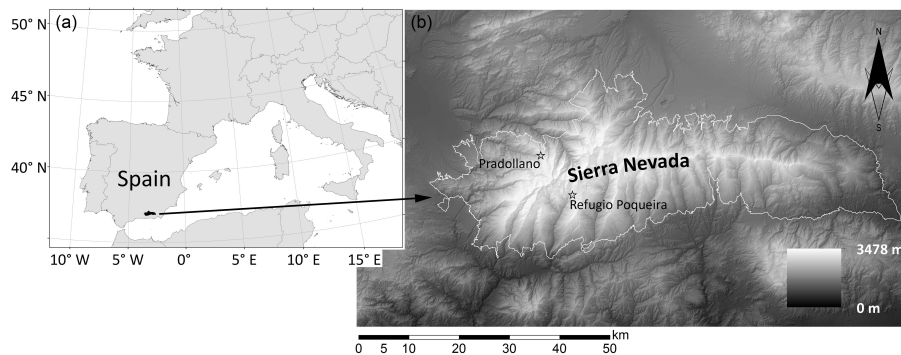 (a)
50° N
45° N
40° N
Spain
10° W 5° W 0° 5° E 10° E 15° E
(b)
N
S
Pradollano
Sierra Nevada
Refugio Poqueira
3478 m
0 m
km
0 5 10 20 30 40 50